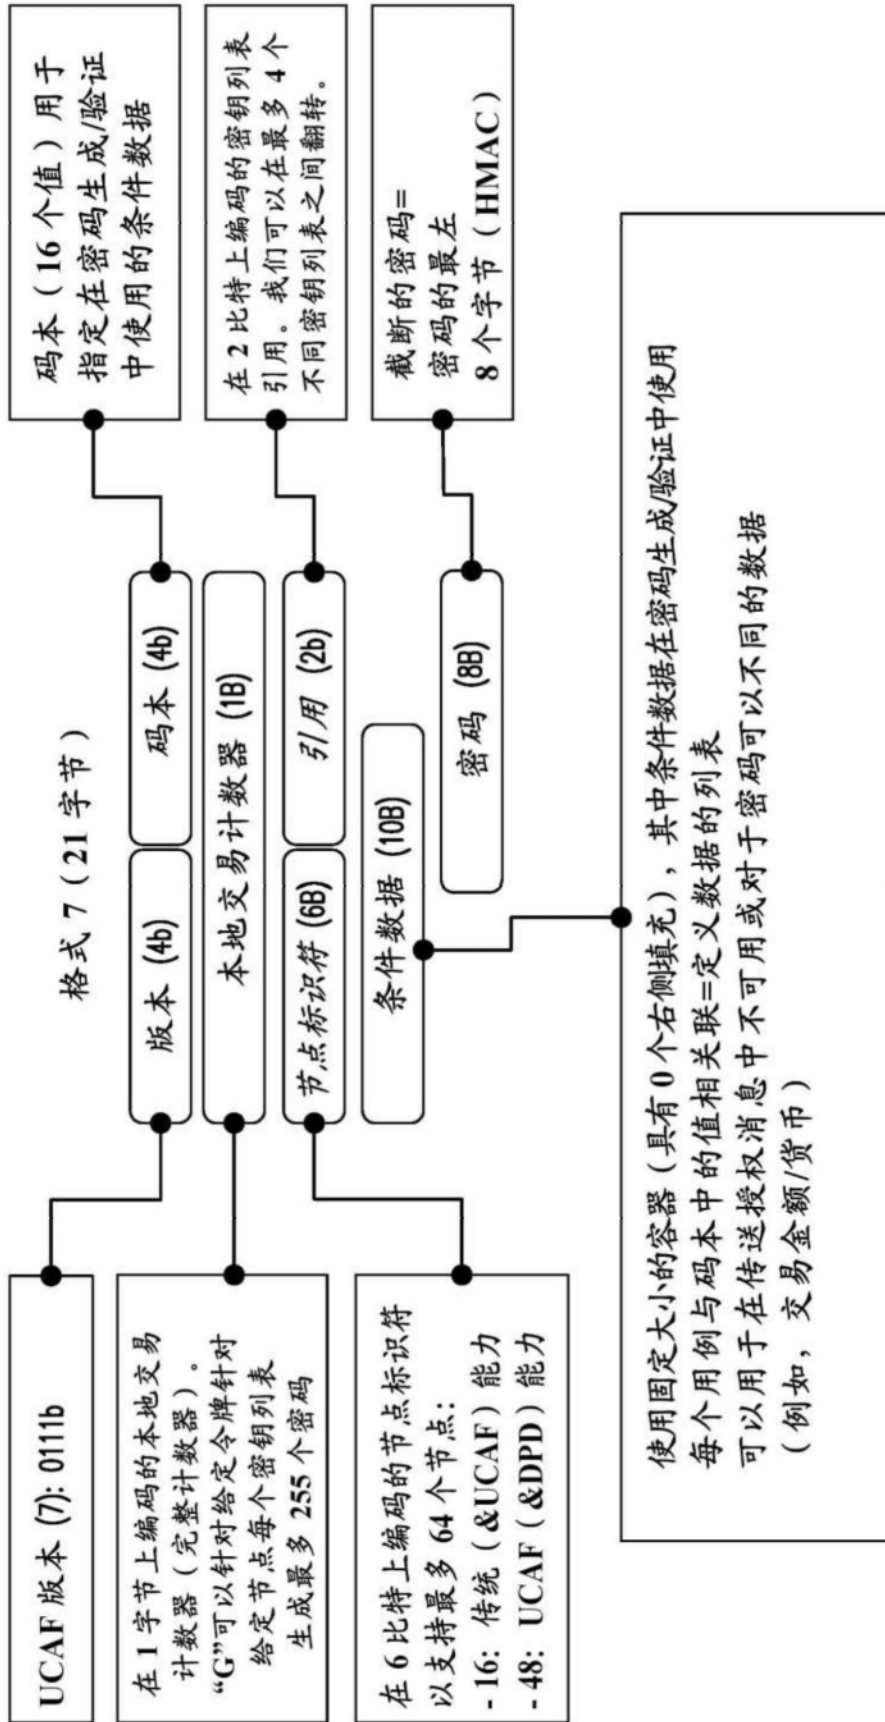 格式 7（21 字节）
UCAF 版本 (7): 0111b
版本 (4b)
码本 (4b)
码本（16 个值）用于
指定在密码生成/验证
中使用的条件数据
在 1 字节上编码的本地交易
计数器（完整计数器）。
“G”可以针对给定令牌针对
给定节点每个密钥列表
生成最多 255 个密码
本地交易计数器 (1B)
在 6 比特上编码的节点标识符
以支持最多 64 个节点:
- 16: 传统（&UCAF）能力
- 48: UCAF（&DPD）能力
节点标识符 (6B)
引用 (2b)
在 2 比特上编码的密钥列表
引用。我们可以在最多 4 个
不同密钥列表之间翻转。
条件数据 (10B)
密码 (8B)
截断的密码=
密码的最左
8 个字节（HMAC）
使用固定大小的容器（具有 0 个右侧填充），其中条件数据在密码生成/验证中使用
每个用例与码本中的值相关联=定义数据的列表
可以用于在传送授权消息中不可用或对于密码可以不同的数据
（例如，交易金额/货币）